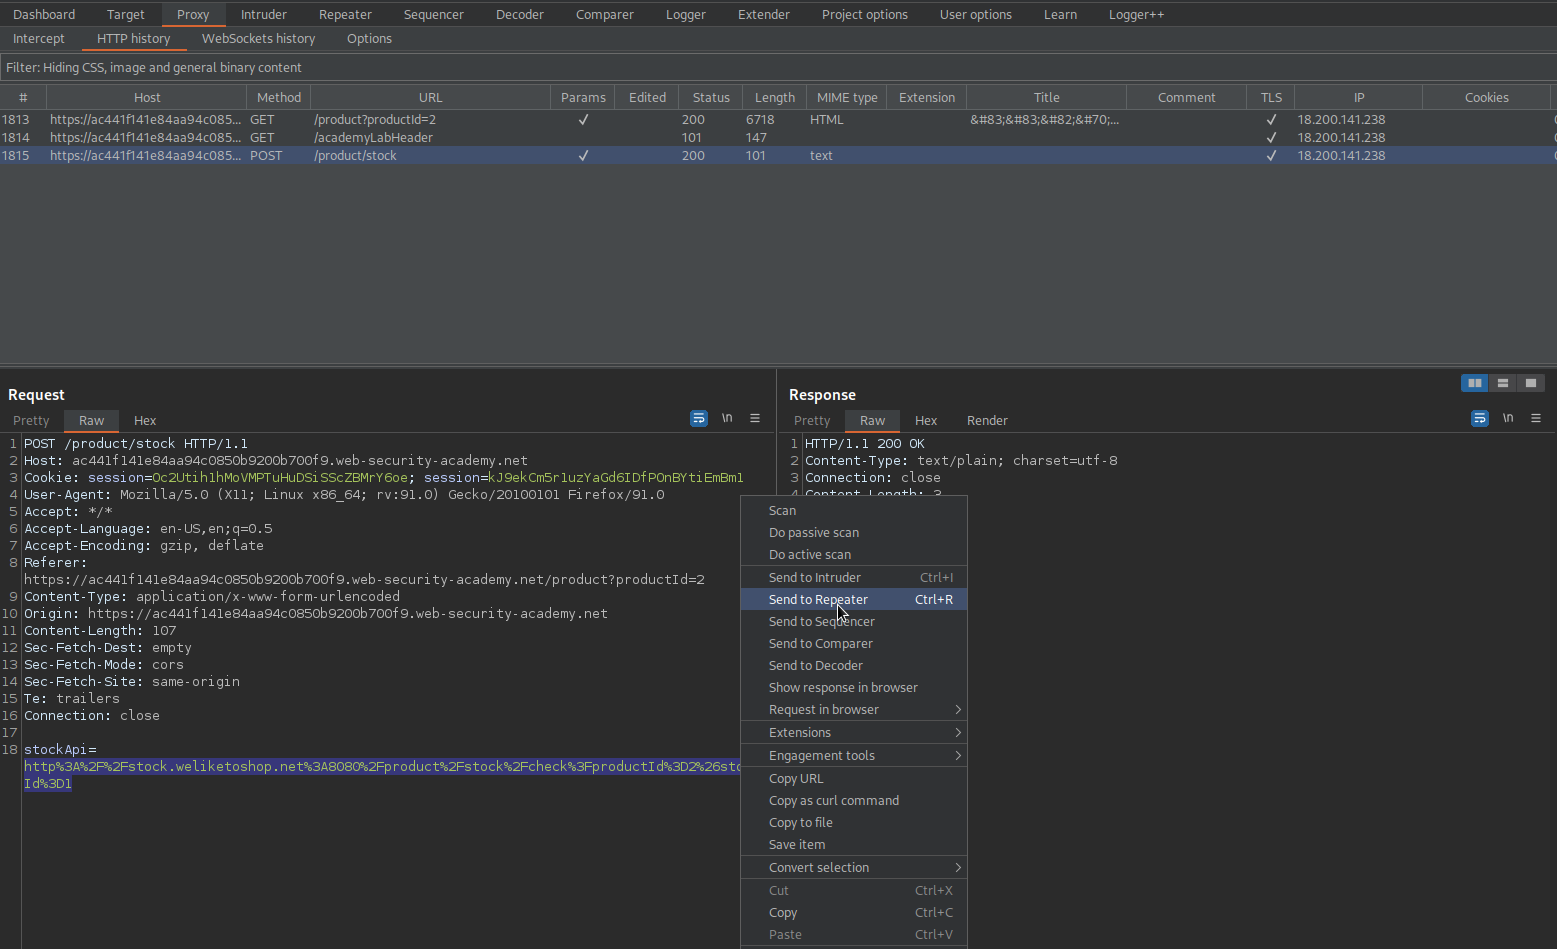 Dashboard Target Proxy Intruder Repeater Sequencer Decoder Comparer Logger Extender Project options User options Learn Logger++
Intercept HTTP history WebSockets history Options
Filter: Hiding CSS, image and general binary content
# Host Method URL Params Edited Status Length MIME type Extension Title Comment TLS IP Cookies
1813 https://ac441f141e84aa94c085... GET /product?productId=2 ✓ 200 6718 HTML &#83;&#83;&#82;&#70;... ✓ 18.200.141.238
1814 https://ac441f141e84aa94c085... GET /academyLabHeader 101 147 ✓ 18.200.141.238
1815 https://ac441f141e84aa94c085... POST /product/stock ✓ 200 101 text ✓ 18.200.141.238
Request
Pretty Raw Hex \n
1 POST /product/stock HTTP/1.1
2 Host: ac441f141e84aa94c0850b9200b700f9.web-security-academy.net
3 Cookie: session=Oc2Utih1hMoVMPTuHuDSiSScZBMrY6oe; session=kJ9ekCm5r1uzYaGd6IDfPOnBYtiEmBm1
4 User-Agent: Mozilla/5.0 (X11; Linux x86_64; rv:91.0) Gecko/20100101 Firefox/91.0
5 Accept: */*
6 Accept-Language: en-US,en;q=0.5
7 Accept-Encoding: gzip, deflate
8 Referer:
https://ac441f141e84aa94c0850b9200b700f9.web-security-academy.net/product?productId=2
9 Content-Type: application/x-www-form-urlencoded
10 Origin: https://ac441f141e84aa94c0850b9200b700f9.web-security-academy.net
11 Content-Length: 107
12 Sec-Fetch-Dest: empty
13 Sec-Fetch-Mode: cors
14 Sec-Fetch-Site: same-origin
15 Te: trailers
16 Connection: close
17
18 stockApi=
http%3A%2F%2Fstock.weliketoshop.net%3A8080%2Fproduct%2Fstock%2Fcheck%3FproductId%3D2%26sto
Id%3D1
Response
Pretty Raw Hex Render \n
1 HTTP/1.1 200 OK
2 Content-Type: text/plain; charset=utf-8
3 Connection: close
4 Content-Length: 3
Scan
Do passive scan
Do active scan
Send to Intruder Ctrl+I
Send to Repeater Ctrl+R
Send to Sequencer
Send to Comparer
Send to Decoder
Show response in browser
Request in browser
Extensions
Engagement tools
Copy URL
Copy as curl command
Copy to file
Save item
Convert selection
Cut Ctrl+X
Copy Ctrl+C
Paste Ctrl+V